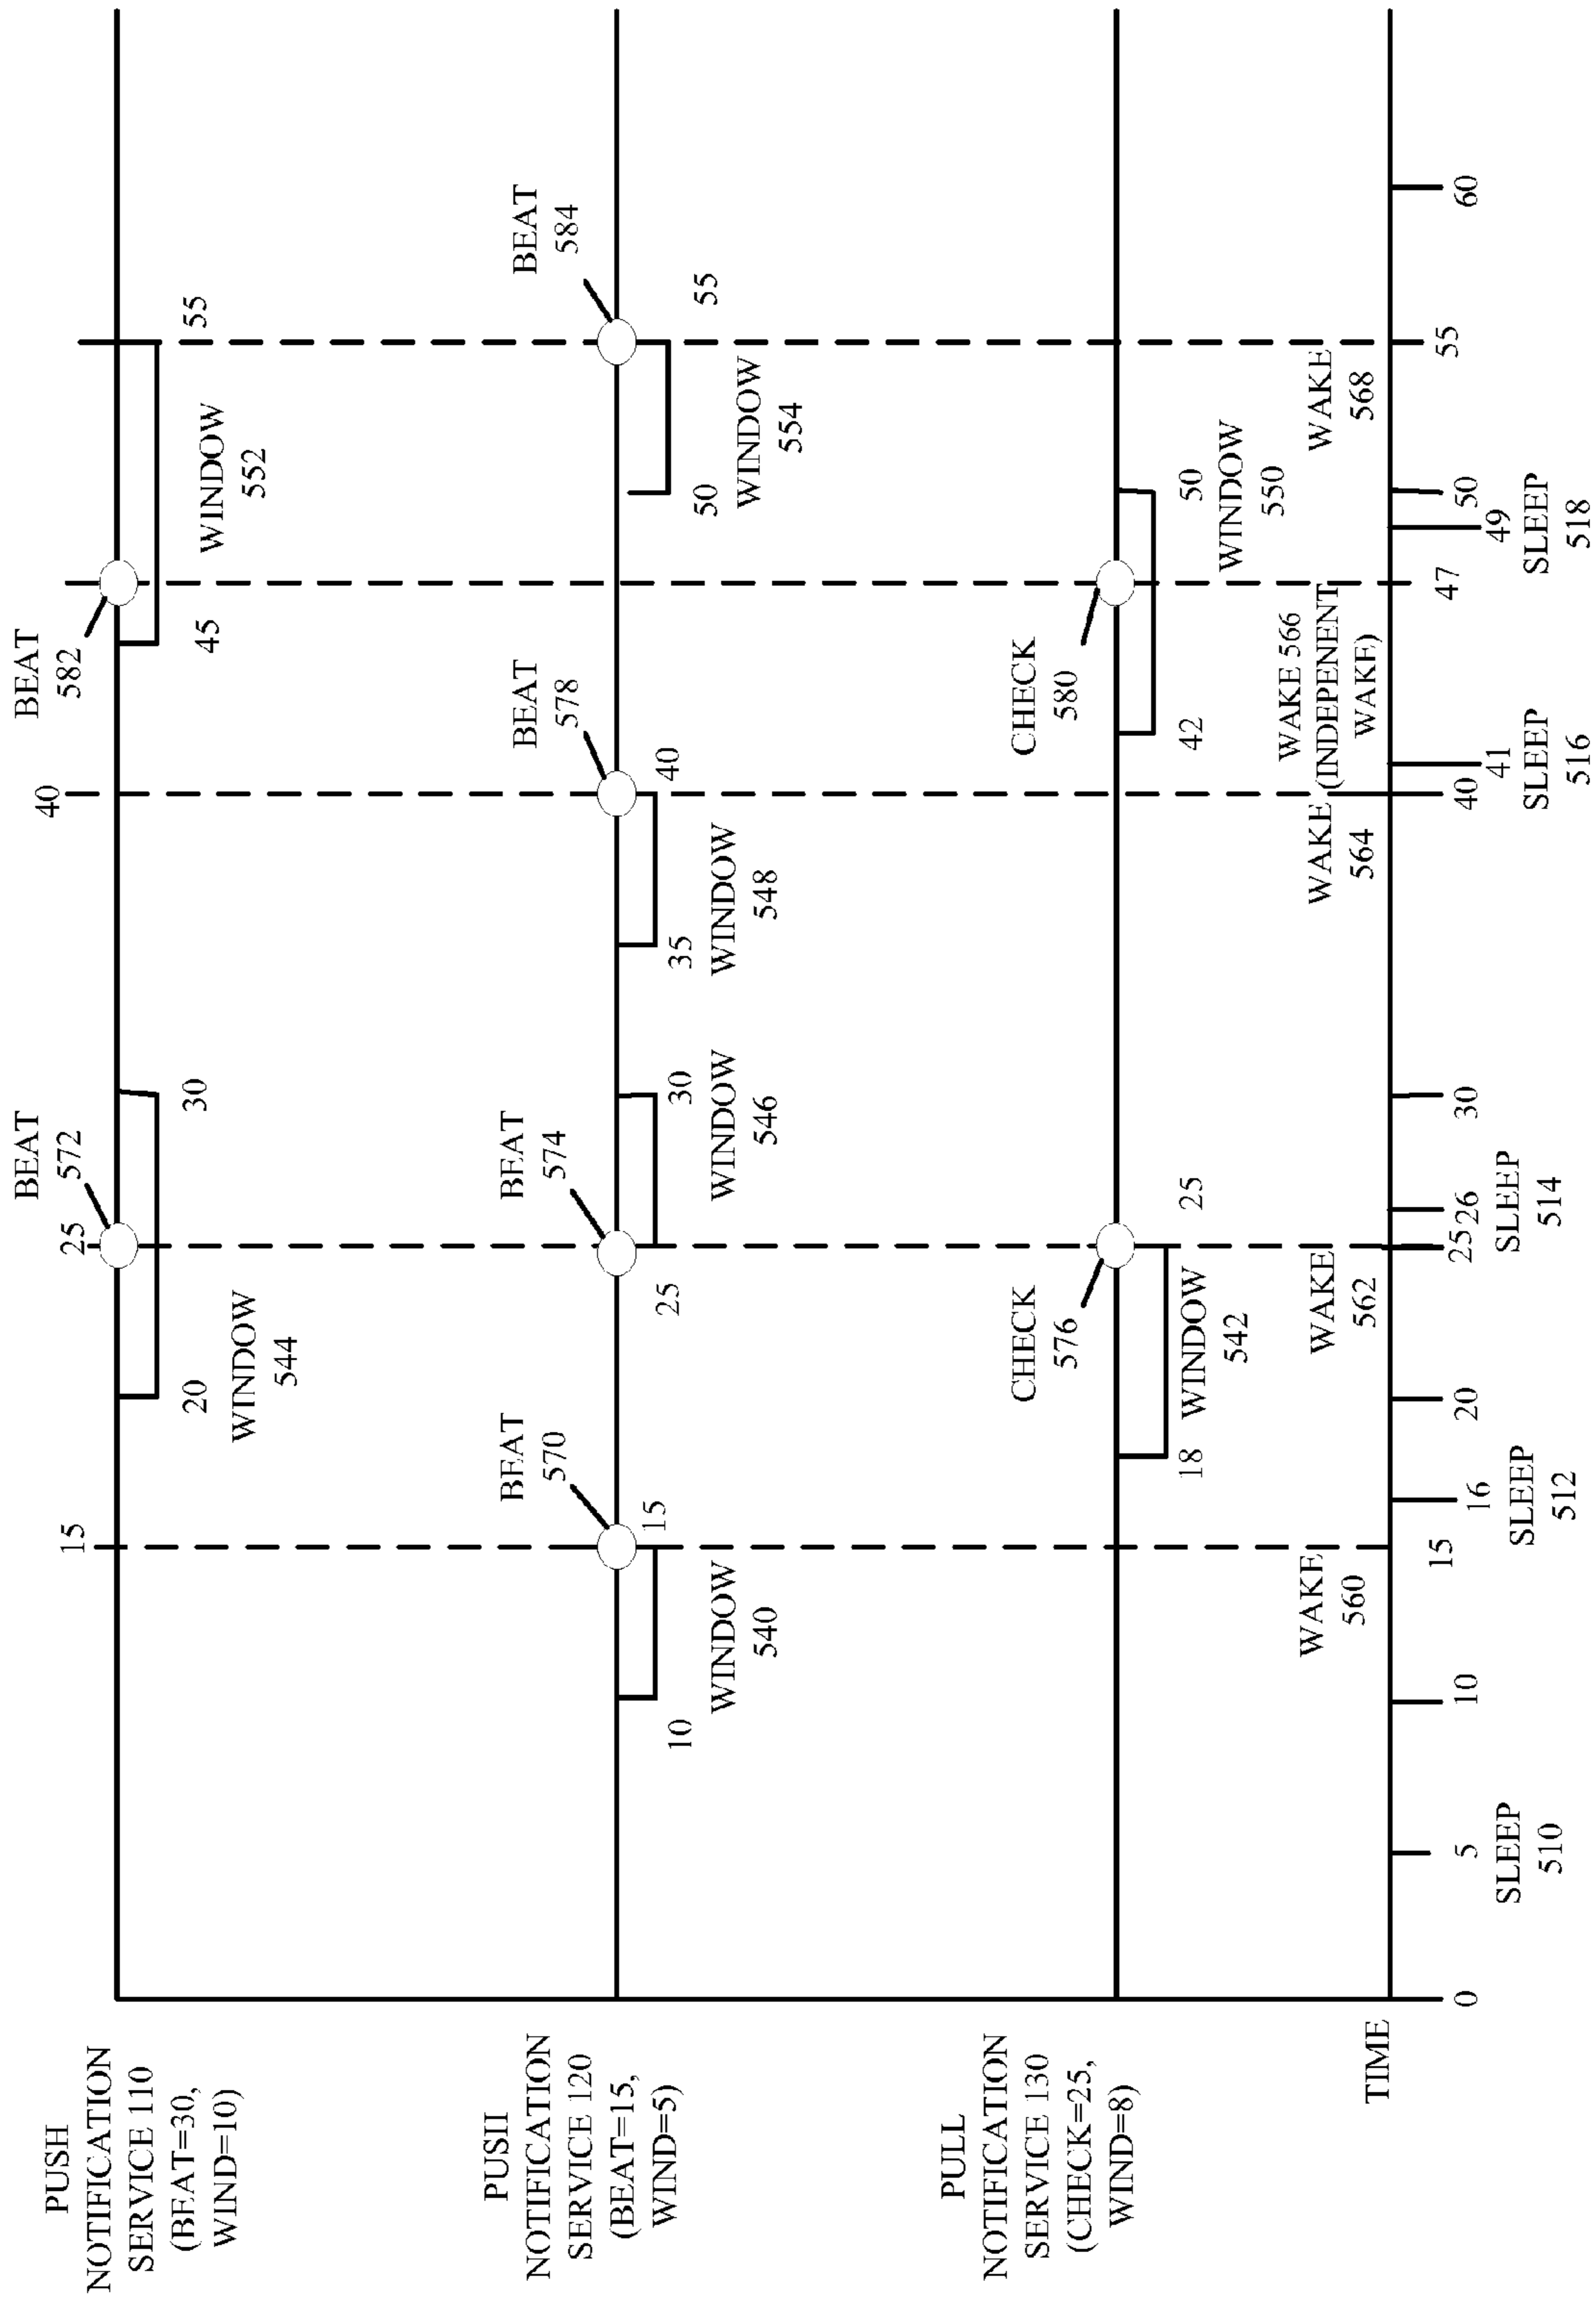 PUSH
NOTIFICATION
SERVICE 110
(BEAT=30,
WIND=10)
15
25
40
BEAT
572
BEAT
582
20
30
WINDOW
544
45
55
WINDOW
552
PUSII
NOTIFICATION
SERVICE 120
(BEAT=15,
WIND=5)
BEAT
570
BEAT
574
BEAT
578
BEAT
584
10
15
WINDOW
540
25
30
WINDOW
546
35
40
WINDOW
548
50
55
WINDOW
554
PULL
NOTIFICATION
SERVICE 130
(CHECK=25,
WIND=8)
CHECK
576
CHECK
580
18
25
WINDOW
542
42
50
WINDOW
550
WAKE
560
WAKE
562
WAKE
564
WAKE 566
(INDEPENENT
WAKE)
WAKE
568
TIME
0
5
10
15
16
20
25
26
30
40
41
47
49
50
55
60
SLEEP
510
SLEEP
512
SLEEP
514
SLEEP
516
SLEEP
518